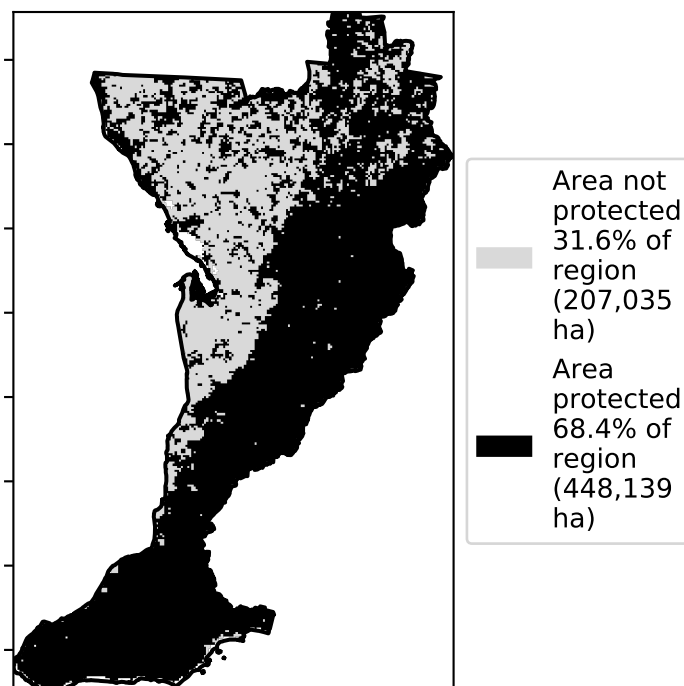 Area not
protected
31.6% of
region
(207,035
ha)
Area
protected
68.4% of
region
(448,139
ha)